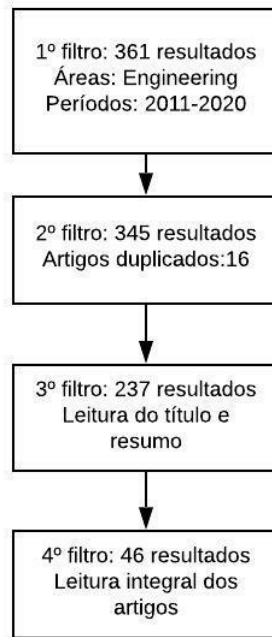 1º filtro: 361 resultados
Áreas: Engineering
Períodos: 2011-2020
2º filtro: 345 resultados
Artigos duplicados:16
3º filtro: 237 resultados
Leitura do título e
resumo
4º filtro: 46 resultados
Leitura integral dos
artigos